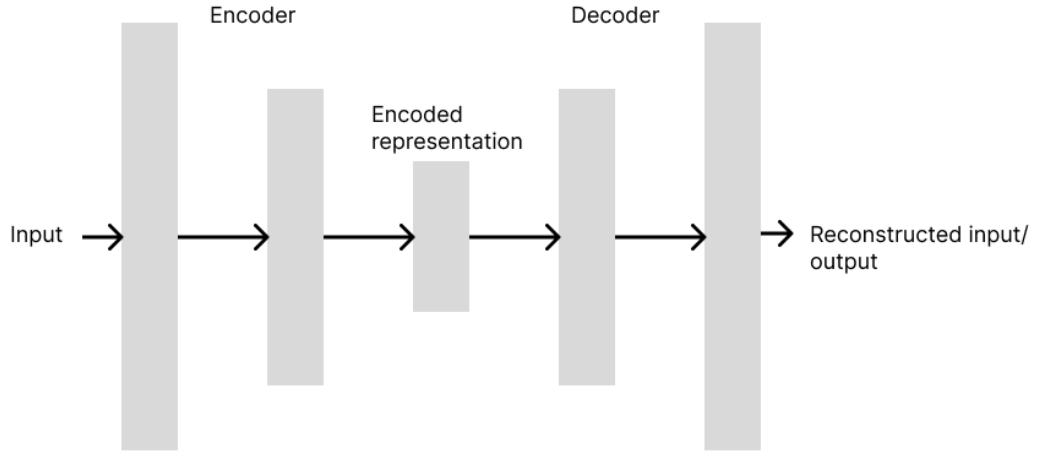 Encoder
Decoder
Encoded
representation
Input
Reconstructed input/
output